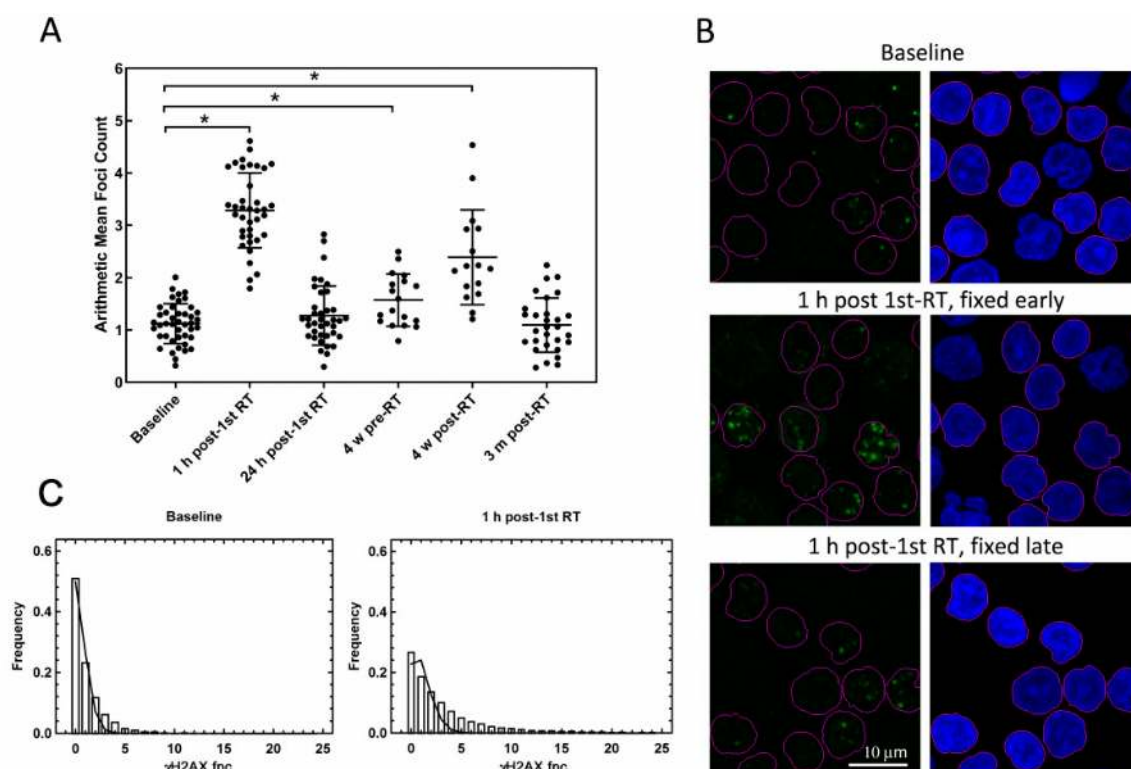 A
6
5
4
3
2
1
0
Arithmetic Mean Foci Count
*
*
*
Baseline
1 h post-1st RT
24 h post-1st RT
4 w pre-RT
4 w post-RT
3 m post-RT
B
Baseline
1 h post 1st-RT, fixed early
1 h post-1st RT, fixed late
10 μm
C
Baseline
0.6
0.4
0.2
0.0
Frequency
0 5 10 15 20 25
γH2AX fpc
1 h post-1st RT
0.6
0.4
0.2
0.0
Frequency
0 5 10 15 20 25
γH2AX fpc